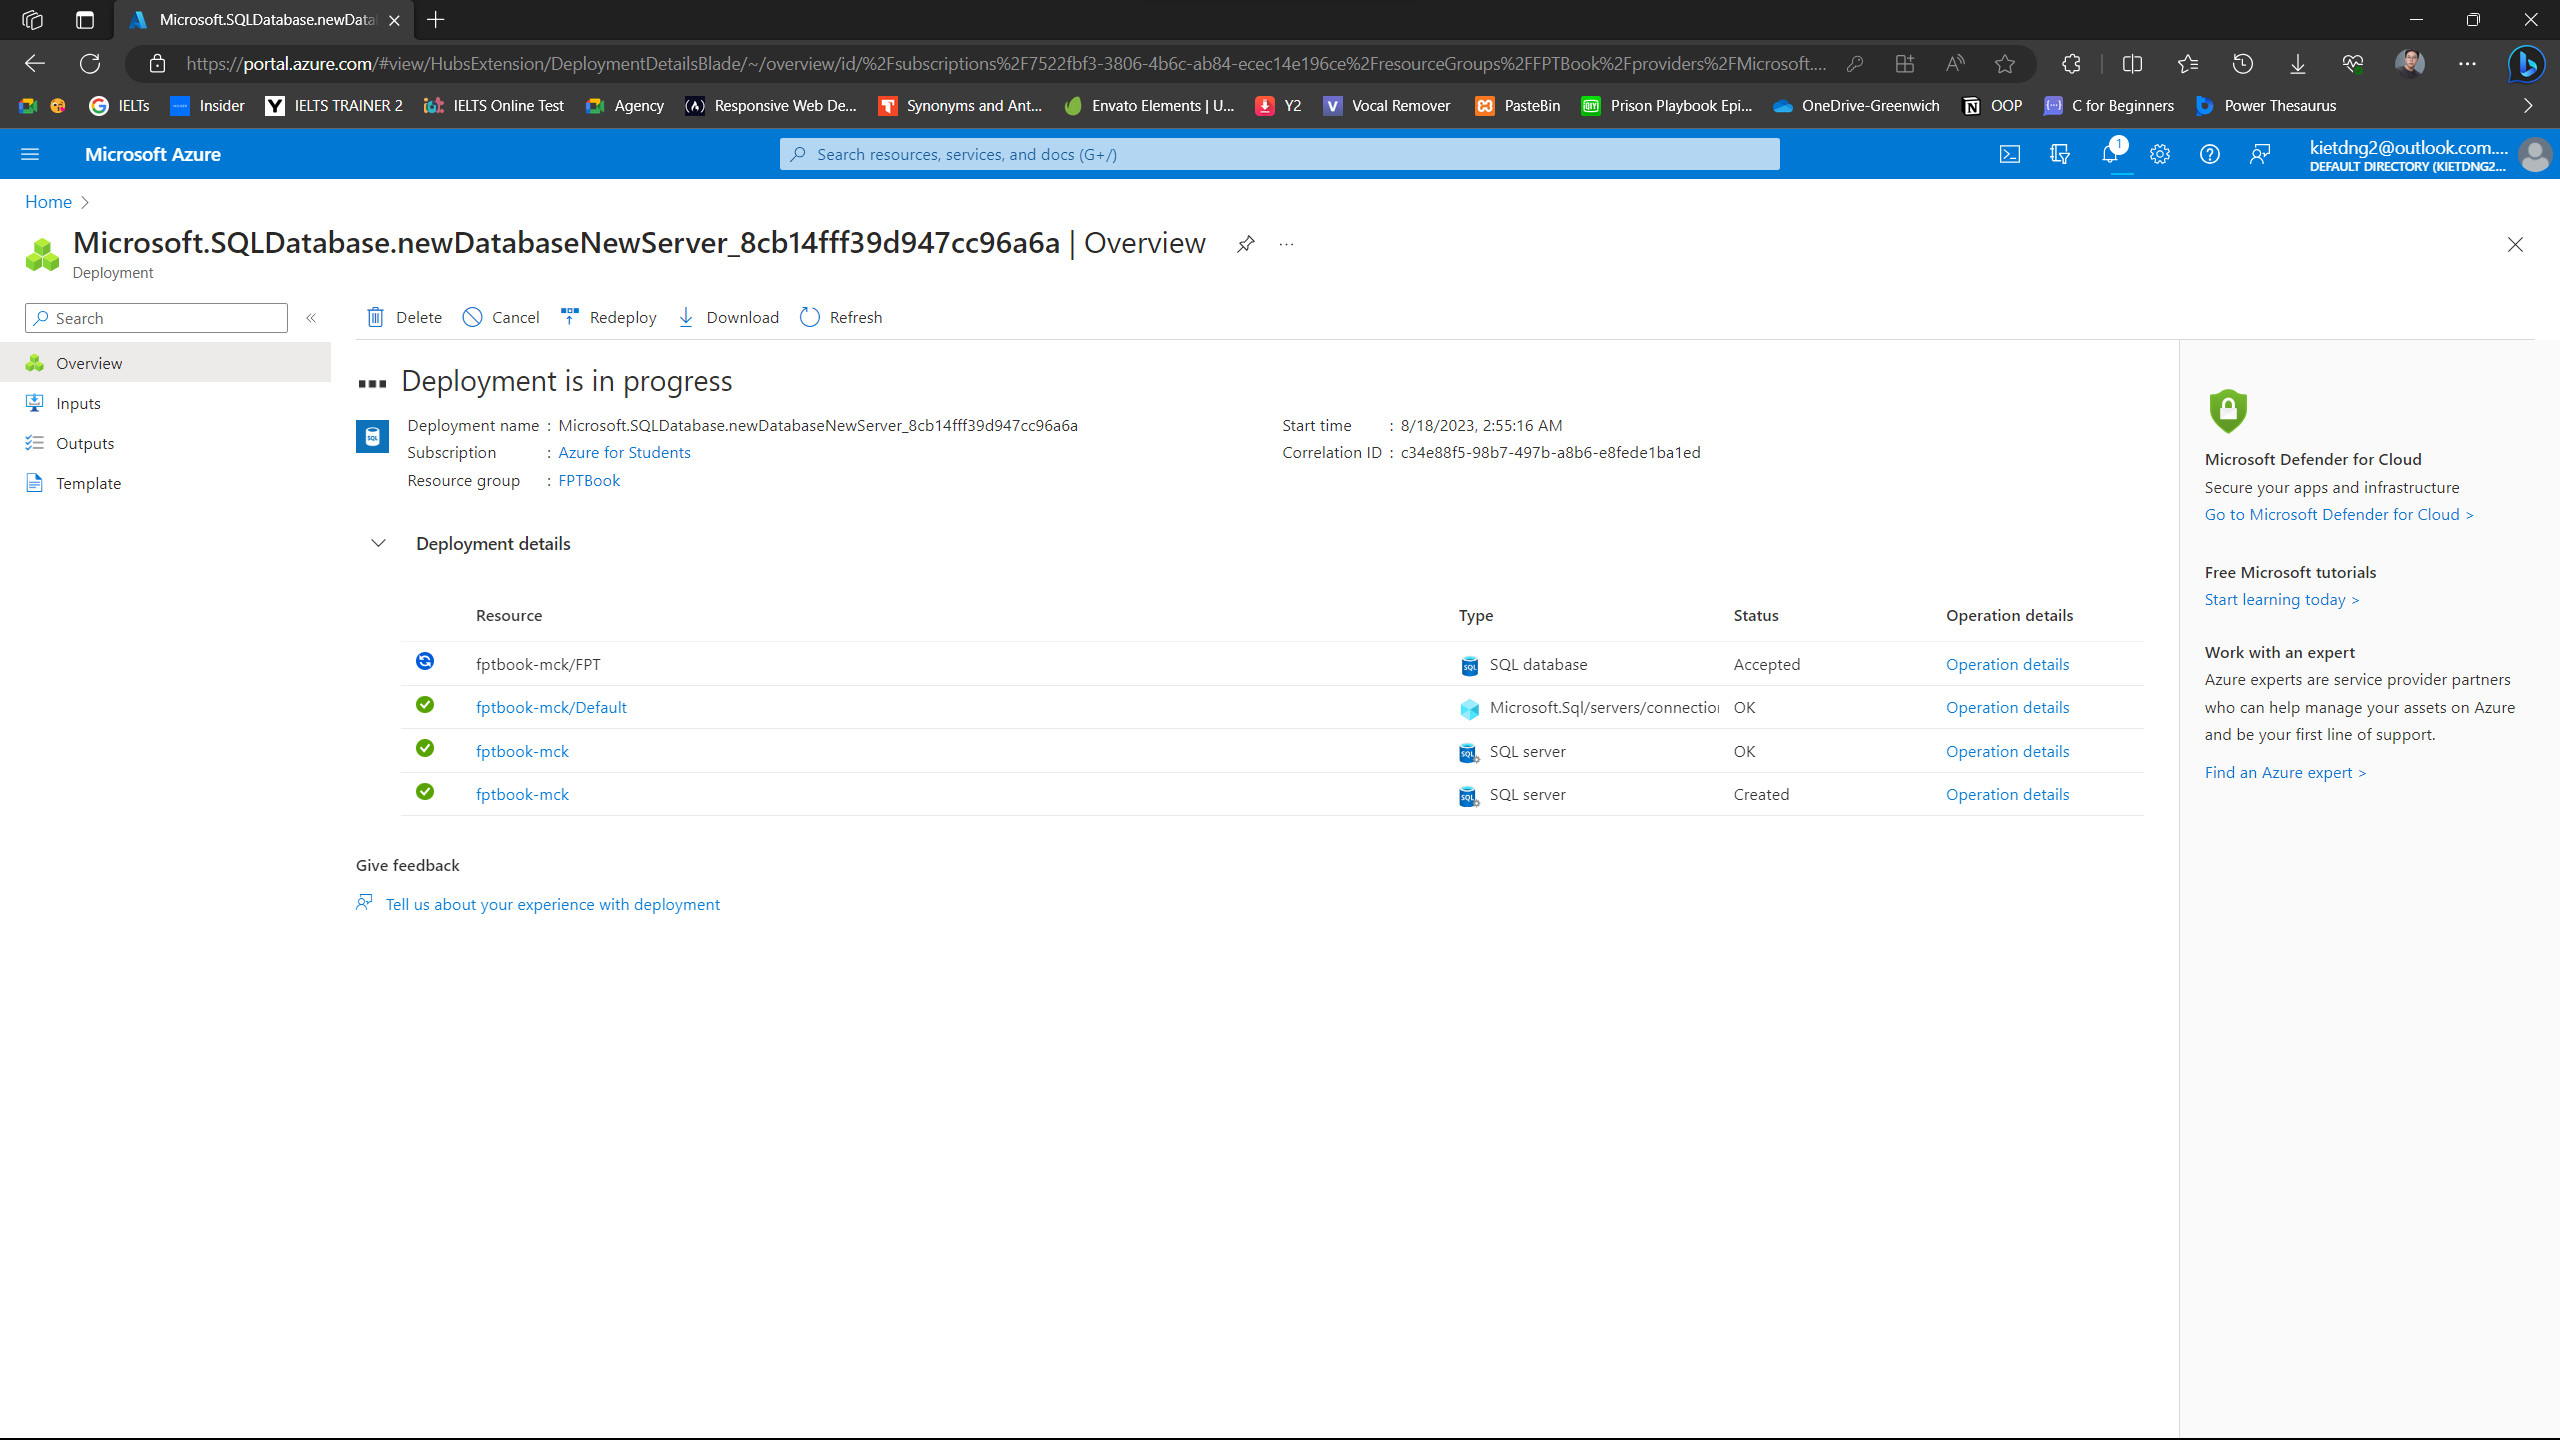 Microsoft.SQLDatabase.newData
https://portal.azure.com/#view/HubsExtension/DeploymentDetailsBlade/~/overview/id/%2Fsubscriptions%2F7522fbf3-3806-4b6c-ab84-ecec14e196ce%2FresourceGroups%2FFPTBook%2Fproviders%2FMicrosoft....
IELTs Insider IELTS TRAINER 2 IELTS Online Test Agency Responsive Web De... Synonyms and Ant... Envato Elements | U... Y2 Vocal Remover PasteBin Prison Playbook Epi... OneDrive-Greenwich OOP C for Beginners Power Thesaurus
Microsoft Azure
Search resources, services, and docs (G+/)
1
kietdng2@outlook.com....
DEFAULT DIRECTORY (KIETDNG2...
Home
Microsoft.SQLDatabase.newDatabaseNewServer_8cb14fff39d947cc96a6a | Overview
Deployment
Search
Delete Cancel Redeploy Download Refresh
Overview
Inputs
Outputs
Template
Deployment is in progress
Deployment name : Microsoft.SQLDatabase.newDatabaseNewServer_8cb14fff39d947cc96a6a
Subscription : Azure for Students
Resource group : FPTBook
Start time : 8/18/2023, 2:55:16 AM
Correlation ID : c34e88f5-98b7-497b-a8b6-e8fede1ba1ed
Deployment details
Resource Type Status Operation details
fptbook-mck/FPT SQL database Accepted Operation details
fptbook-mck/Default Microsoft.Sql/servers/connection OK Operation details
fptbook-mck SQL server OK Operation details
fptbook-mck SQL server Created Operation details
Give feedback
Tell us about your experience with deployment
Microsoft Defender for Cloud
Secure your apps and infrastructure
Go to Microsoft Defender for Cloud >
Free Microsoft tutorials
Start learning today >
Work with an expert
Azure experts are service provider partners
who can help manage your assets on Azure
and be your first line of support.
Find an Azure expert >